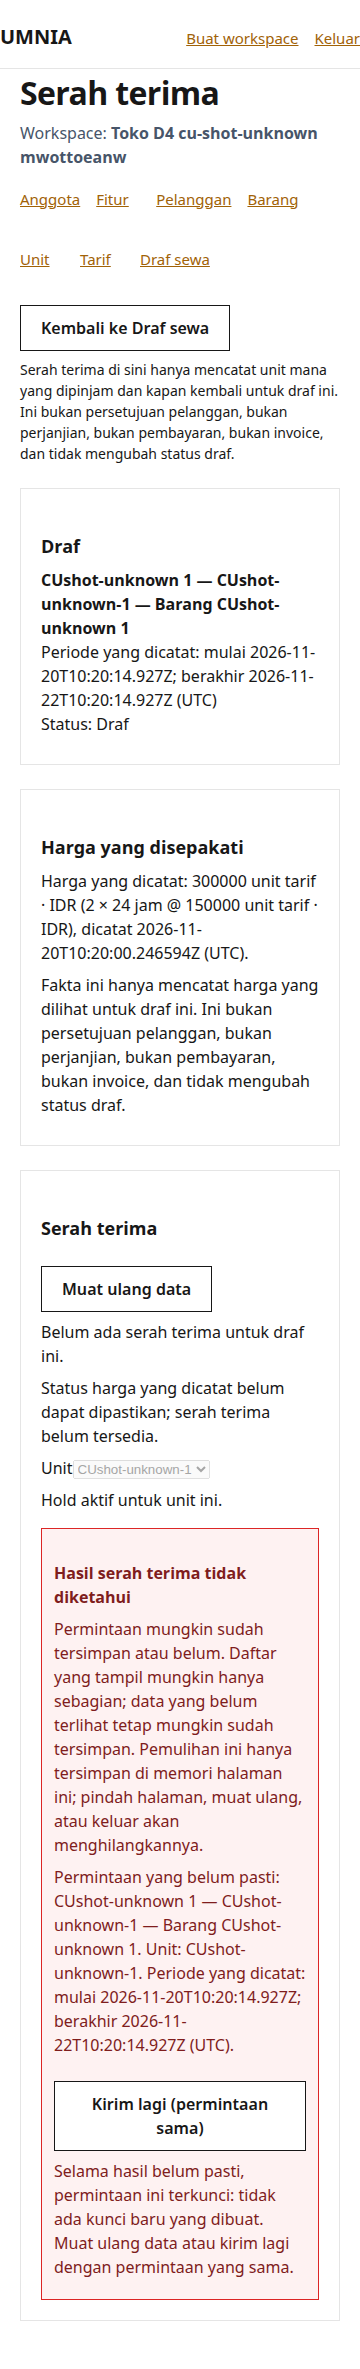 UMNIA
Buat workspace Keluar
Serah terima
Workspace: Toko D4 cu-shot-unknown
mwottoeanw
Anggota Fitur Pelanggan Barang
Unit Tarif Draf sewa
Kembali ke Draf sewa
Serah terima di sini hanya mencatat unit mana
yang dipinjam dan kapan kembali untuk draf ini.
Ini bukan persetujuan pelanggan, bukan
perjanjian, bukan pembayaran, bukan invoice,
dan tidak mengubah status draf.
Draf
CUshot-unknown 1 — CUshot-
unknown-1 — Barang CUshot-
unknown 1
Periode yang dicatat: mulai 2026-11-
20T10:20:14.927Z; berakhir 2026-11-
22T10:20:14.927Z (UTC)
Status: Draf
Harga yang disepakati
Harga yang dicatat: 300000 unit tarif
· IDR (2 × 24 jam @ 150000 unit tarif ·
IDR), dicatat 2026-11-
20T10:20:00.246594Z (UTC).
Fakta ini hanya mencatat harga yang
dilihat untuk draf ini. Ini bukan
persetujuan pelanggan, bukan
perjanjian, bukan pembayaran,
bukan invoice, dan tidak mengubah
status draf.
Serah terima
Muat ulang data
Belum ada serah terima untuk draf
ini.
Status harga yang dicatat belum
dapat dipastikan; serah terima
belum tersedia.
Unit CUshot-unknown-1
Hold aktif untuk unit ini.
Hasil serah terima tidak
diketahui
Permintaan mungkin sudah
tersimpan atau belum. Daftar
yang tampil mungkin hanya
sebagian; data yang belum
terlihat tetap mungkin sudah
tersimpan. Pemulihan ini hanya
tersimpan di memori halaman
ini; pindah halaman, muat ulang,
atau keluar akan
menghilangkannya.
Permintaan yang belum pasti:
CUshot-unknown 1 — CUshot-
unknown-1 — Barang CUshot-
unknown 1. Unit: CUshot-
unknown-1. Periode yang dicatat:
mulai 2026-11-20T10:20:14.927Z;
berakhir 2026-11-
22T10:20:14.927Z (UTC).
Kirim lagi (permintaan
sama)
Selama hasil belum pasti,
permintaan ini terkunci: tidak
ada kunci baru yang dibuat.
Muat ulang data atau kirim lagi
dengan permintaan yang sama.